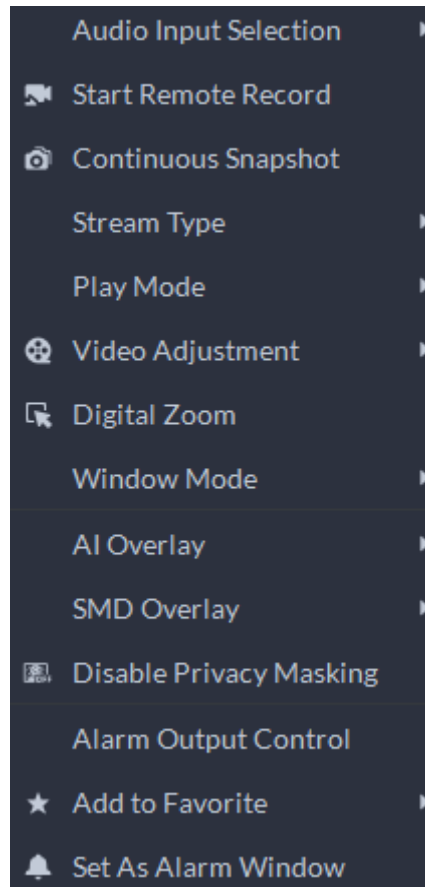 Audio Input Selection
Start Remote Record
Continuous Snapshot
Stream Type
Play Mode
Video Adjustment
Digital Zoom
Window Mode
AI Overlay
SMD Overlay
Disable Privacy Masking
Alarm Output Control
Add to Favorite
Set As Alarm Window